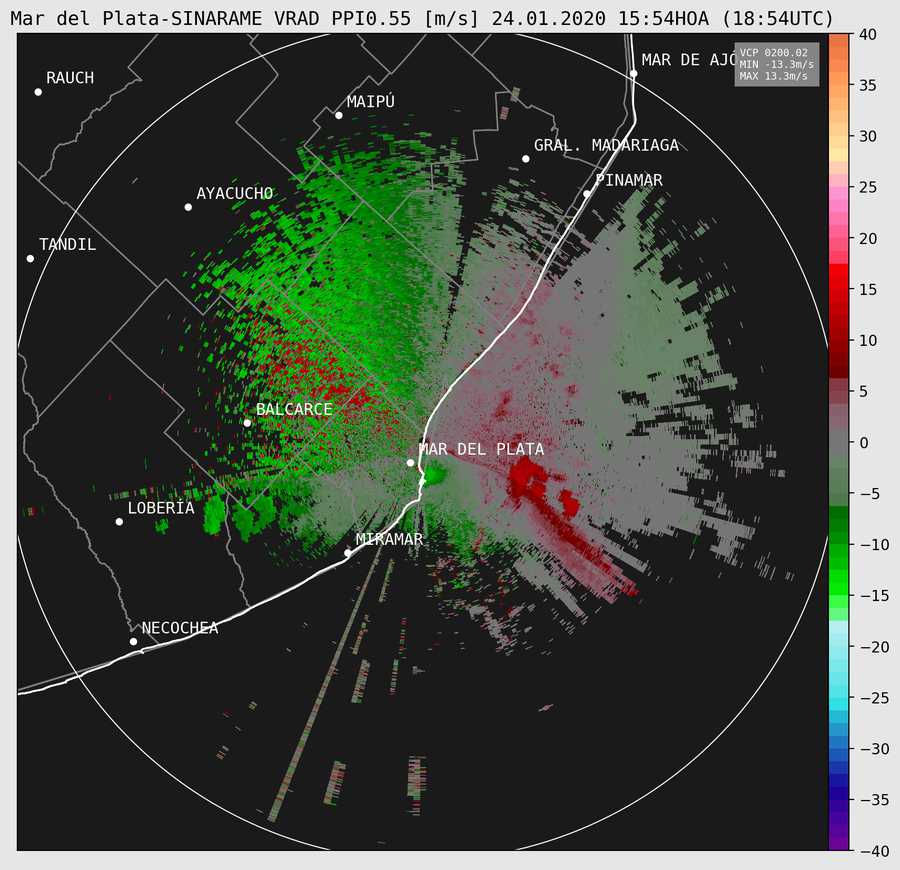 Mar del Plata-SINARAME VRAD PPI0.55 [m/s] 24.01.2020 15:54HOA (18:54UTC)
MAR DE AJÓ
VCP 0200.02
MIN -13.3m/s
MAX 13.3m/s
RAUCH
MAIPÚ
GRAL. MADARIAGA
PINAMAR
AYACUCHO
TANDIL
BALCARCE
MAR DEL PLATA
LOBERÍA
MIRAMAR
NECOCHEA
40
35
30
25
20
15
10
5
0
−5
−10
−15
−20
−25
−30
−35
−40